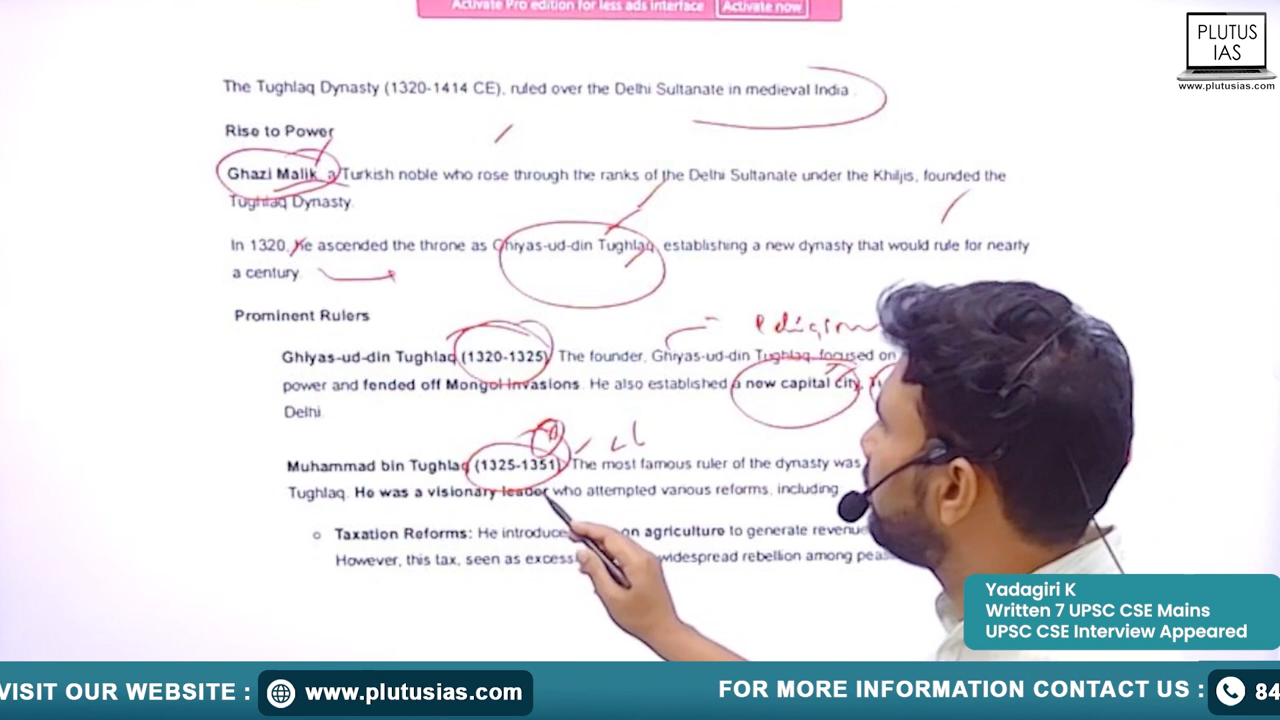 Activate Pro edition for less ads interface Activate now
PLUTUS
IAS
www.plutusias.com
The Tughlaq Dynasty (1320-1414 CE), ruled over the Delhi Sultanate in medieval India
Rise to Power
Ghazi Malik, a Turkish noble who rose through the ranks of the Delhi Sultanate under the Khiljis, founded the
Tughlaq Dynasty.
In 1320, he ascended the throne as Ghiyas-ud-din Tughlaq, establishing a new dynasty that would rule for nearly
a century.
Prominent Rulers
religion
Ghiyas-ud-din Tughlaq (1320-1325) The founder, Ghiyas-ud-din Tughlaq, focused on
power and fended off Mongol Invasions. He also established a new capital city,
Delhi.
Muhammad bin Tughlaq (1325-1351) The most famous ruler of the dynasty was
Tughlaq. He was a visionary leader who attempted various reforms, including
Taxation Reforms: He introduce on agriculture to generate revenue
However, this tax, seen as excess widespread rebellion among peas
Yadagiri K
Written 7 UPSC CSE Mains
UPSC CSE Interview Appeared
VISIT OUR WEBSITE : www.plutusias.com
FOR MORE INFORMATION CONTACT US : 84